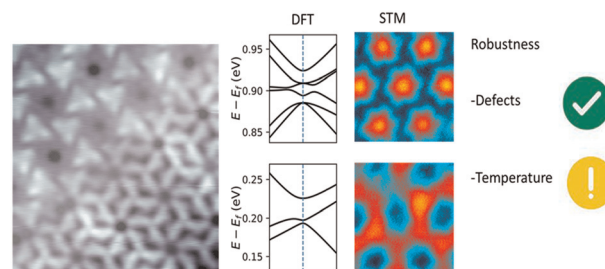 DFT
STM
0.95
0.90
0.85
E − E_f (eV)
0.25
0.20
0.15
E − E_f (eV)
Robustness
-Defects
-Temperature
!